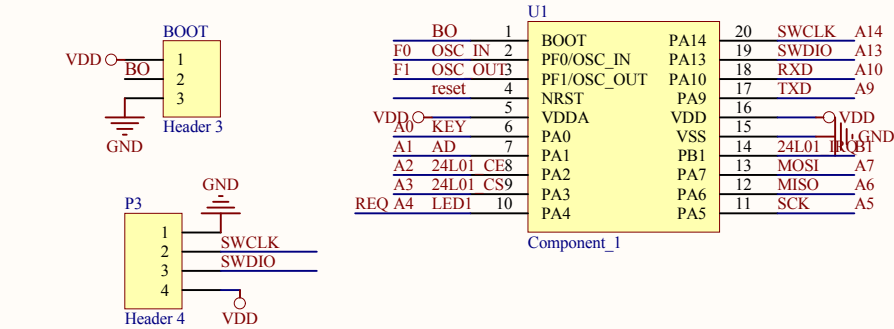 BOOT
VDD 1
BO 2
3
GND
Header 3
P3
GND
1
SWCLK 2
SWDIO 3
4
Header 4
VDD
U1
BO 1 BOOT PA14 20 SWCLK A14
F0 OSC_IN 2 PF0/OSC_IN PA13 19 SWDIO A13
F1 OSC_OUT 3 PF1/OSC_OUT PA10 18 RXD A10
reset 4 NRST PA9 17 TXD A9
VDD 5 VDDA VDD 16 VDD
A0 KEY 6 PA0 VSS 15 GND
A1 AD 7 PA1 PB1 14 24L01_IRQ B1
A2 24L01_CE 8 PA2 PA7 13 MOSI A7
A3 24L01_CS 9 PA3 PA6 12 MISO A6
REQ A4 LED1 10 PA4 PA5 11 SCK A5
Component_1